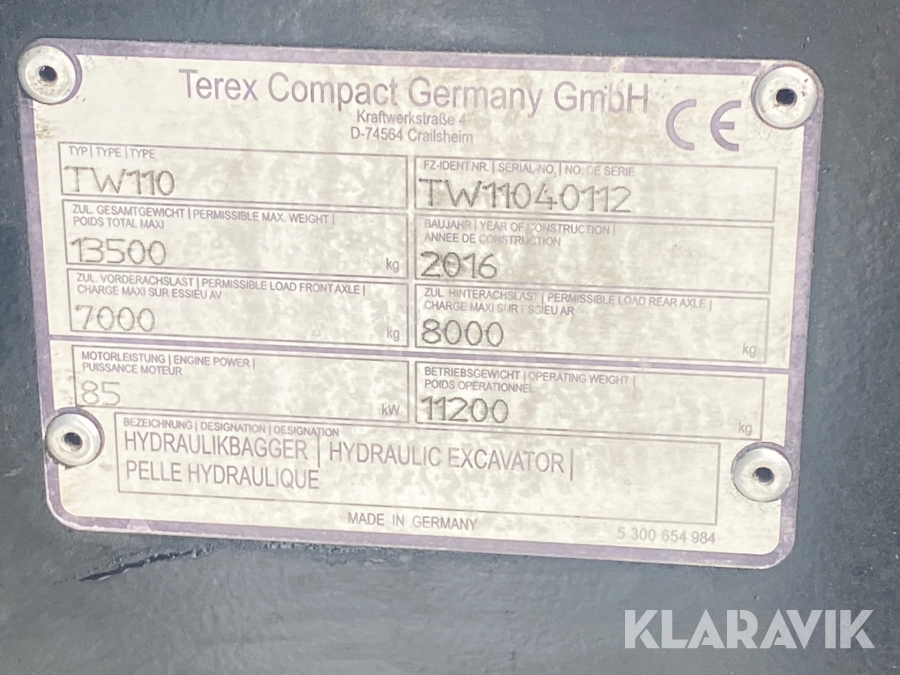 Terex Compact Germany GmbH
Kraftwerkstraße 4
D-74564 Crailsheim
CE
TYP | TYPE | TYPE
TW110
FZ-IDENT.NR. | SERIAL-NO. | NO. DE SERIE
TW11040112
ZUL. GESAMTGEWICHT | PERMISSIBLE MAX. WEIGHT |
POIDS TOTAL MAXI
13500 kg
BAUJAHR | YEAR OF CONSTRUCTION |
ANNEE DE CONSTRUCTION
2016
ZUL. VORDERACHSLAST | PERMISSIBLE LOAD FRONT AXLE |
CHARGE MAXI SUR ESSIEU AV
7000 kg
ZUL. HINTERACHSLAST | PERMISSIBLE LOAD REAR AXLE |
CHARGE MAXI SUR ESSIEU AR
8000 kg
MOTORLEISTUNG | ENGINE POWER |
PUISSANCE MOTEUR
85 kW
BETRIEBSGEWICHT | OPERATING WEIGHT |
POIDS OPERATIONNEL
11200 kg
BEZEICHNUNG | DESIGNATION | DESIGNATION
HYDRAULIKBAGGER | HYDRAULIC EXCAVATOR |
PELLE HYDRAULIQUE
MADE IN GERMANY
5 300 654 984
KLARAVIK